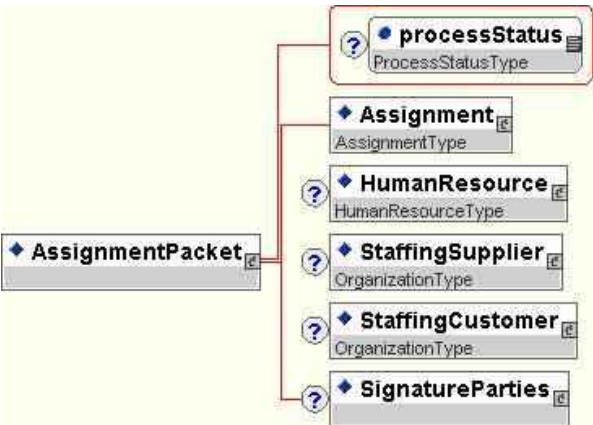 ?
processStatus
ProcessStatusType
Assignment
AssignmentType
?
HumanResource
HumanResourceType
AssignmentPacket
?
StaffingSupplier
OrganizationType
?
StaffingCustomer
OrganizationType
?
SignatureParties